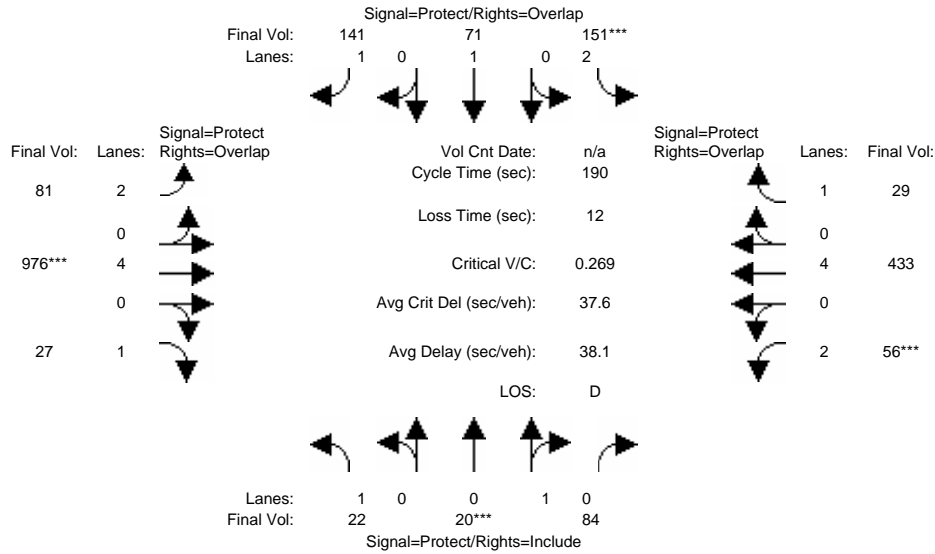 Signal=Protect/Rights=Overlap
Final Vol: 141 71 151***
Lanes: 1 0 1 0 2
Signal=Protect Signal=Protect
Final Vol: Lanes: Rights=Overlap Vol Cnt Date: n/a Rights=Overlap Lanes: Final Vol:
Cycle Time (sec): 190
81 2 1 29
Loss Time (sec): 12
0 0
976*** 4 Critical V/C: 0.269 4 433
0 Avg Crit Del (sec/veh): 37.6 0
27 1 Avg Delay (sec/veh): 38.1 2 56***
LOS: D
Lanes: 1 0 0 1 0
Final Vol: 22 20*** 84
Signal=Protect/Rights=Include